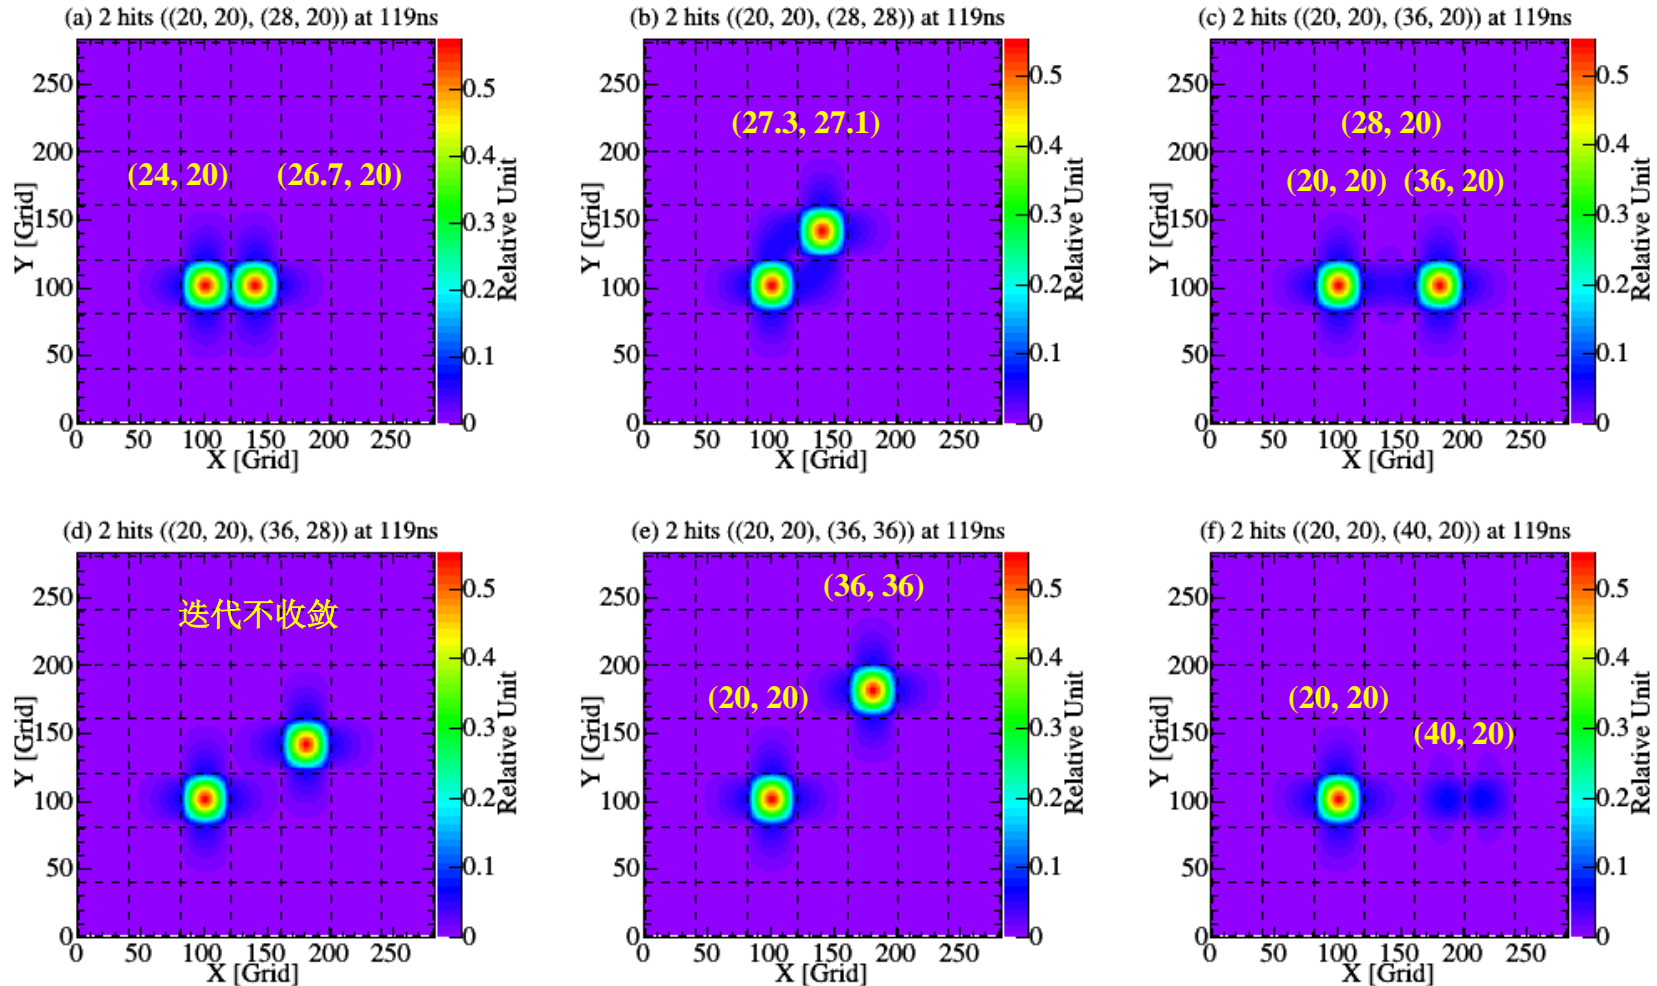 (a) 2 hits ((20, 20), (28, 20)) at 119ns
250
200
150
100
50
0
Y [Grid]
(24, 20)
(26.7, 20)
0 50 100 150 200 250
X [Grid]
0.5
0.4
0.3
0.2
0.1
0
Relative Unit
(b) 2 hits ((20, 20), (28, 28)) at 119ns
250
200
150
100
50
0
Y [Grid]
(27.3, 27.1)
0 50 100 150 200 250
X [Grid]
0.5
0.4
0.3
0.2
0.1
0
Relative Unit
(c) 2 hits ((20, 20), (36, 20)) at 119ns
250
200
150
100
50
0
Y [Grid]
(28, 20)
(20, 20) (36, 20)
0 50 100 150 200 250
X [Grid]
0.5
0.4
0.3
0.2
0.1
0
Relative Unit
(d) 2 hits ((20, 20), (36, 28)) at 119ns
250
200
150
100
50
0
Y [Grid]
迭代不收敛
0 50 100 150 200 250
X [Grid]
0.5
0.4
0.3
0.2
0.1
0
Relative Unit
(e) 2 hits ((20, 20), (36, 36)) at 119ns
250
200
150
100
50
0
Y [Grid]
(36, 36)
(20, 20)
0 50 100 150 200 250
X [Grid]
0.5
0.4
0.3
0.2
0.1
0
Relative Unit
(f) 2 hits ((20, 20), (40, 20)) at 119ns
250
200
150
100
50
0
Y [Grid]
(20, 20)
(40, 20)
0 50 100 150 200 250
X [Grid]
0.5
0.4
0.3
0.2
0.1
0
Relative Unit